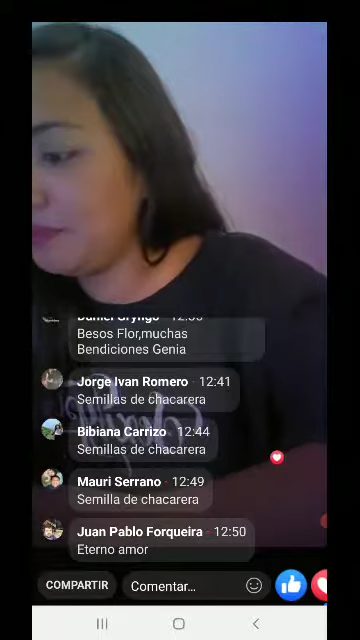 Besos Flor,muchas
Bendiciones Genia
Jorge Ivan Romero · 12:41
Semillas de chacarera
Bibiana Carrizo · 12:44
Semillas de chacarera
Mauri Serrano · 12:49
Semilla de chacarera
Juan Pablo Forqueira · 12:50
Eterno amor
COMPARTIR
Comentar...